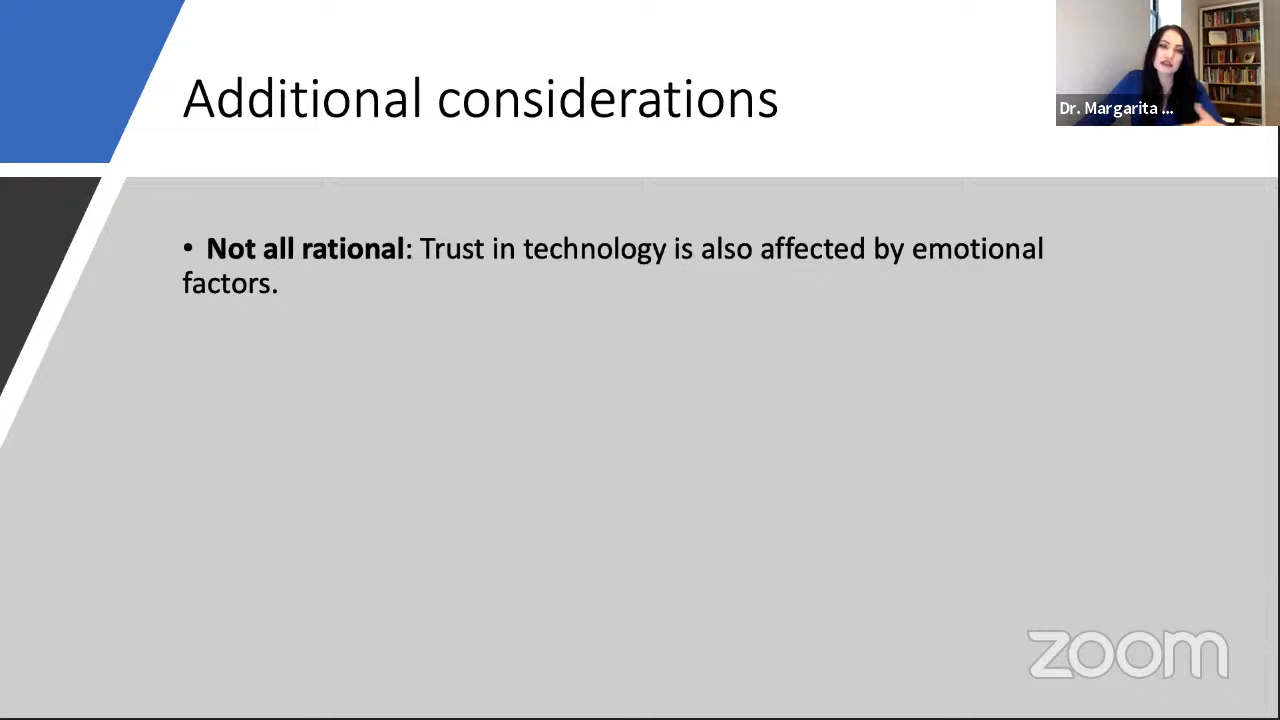 Additional considerations
Dr. Margarita ...
• Not all rational: Trust in technology is also affected by emotional
factors.
zoom